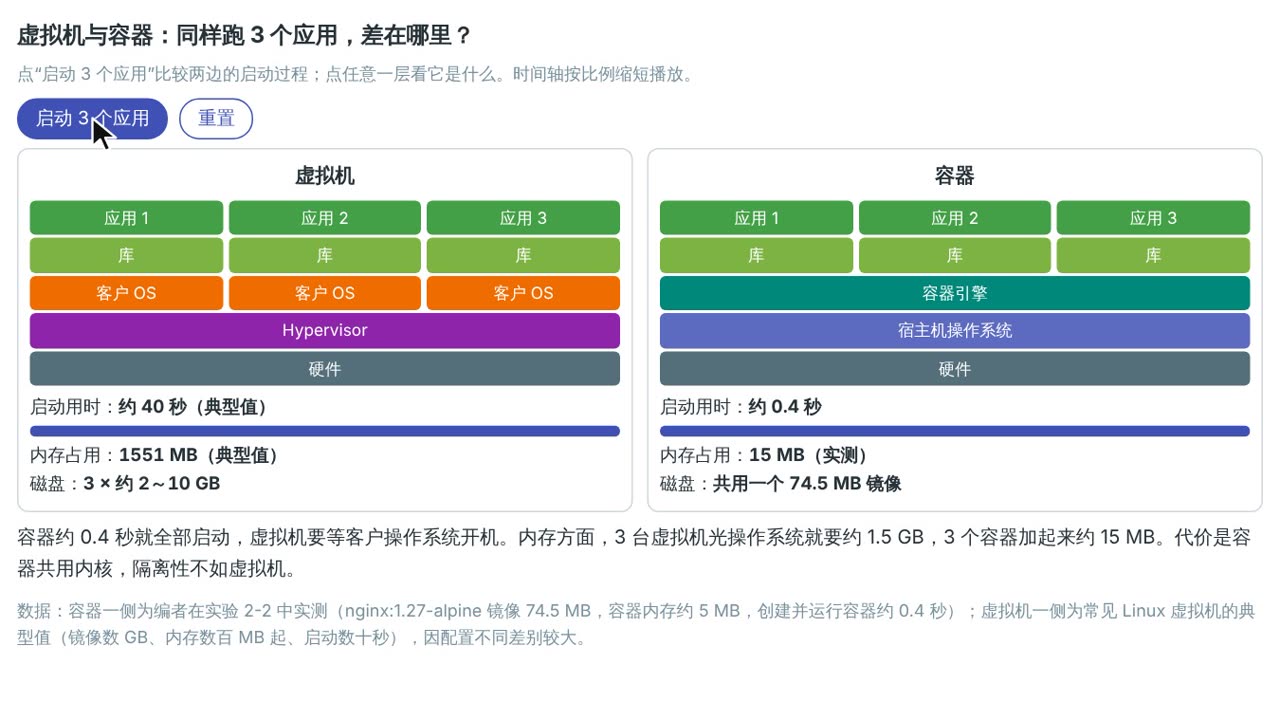 虚拟机与容器：同样跑 3 个应用，差在哪里？
点“启动 3 个应用”比较两边的启动过程；点任意一层看它是什么。时间轴按比例缩短播放。
启动 3 个应用
重置
虚拟机
应用 1
应用 2
应用 3
库
库
库
客户 OS
客户 OS
客户 OS
Hypervisor
硬件
启动用时：约 40 秒（典型值）
内存占用：1551 MB（典型值）
磁盘：3 × 约 2～10 GB
容器
应用 1
应用 2
应用 3
库
库
库
容器引擎
宿主机操作系统
硬件
启动用时：约 0.4 秒
内存占用：15 MB（实测）
磁盘：共用一个 74.5 MB 镜像
容器约 0.4 秒就全部启动，虚拟机要等客户操作系统开机。内存方面，3 台虚拟机光操作系统就要约 1.5 GB，3 个容器加起来约 15 MB。代价是容
器共用内核，隔离性不如虚拟机。
数据：容器一侧为编者在实验 2-2 中实测（nginx:1.27-alpine 镜像 74.5 MB，容器内存约 5 MB，创建并运行容器约 0.4 秒）；虚拟机一侧为常见 Linux 虚拟机的典
型值（镜像数 GB、内存数百 MB 起、启动数十秒），因配置不同差别较大。